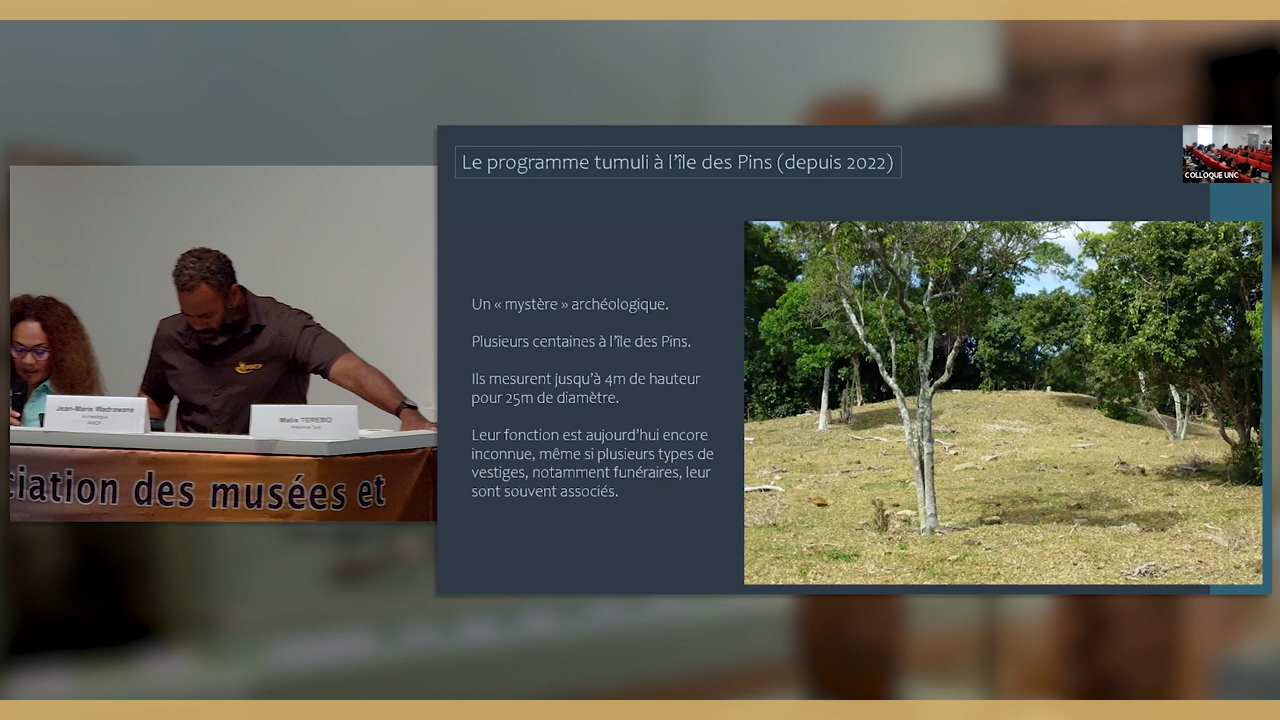 Le programme tumuli à l'île des Pins (depuis 2022)
COLLOQUE UNC
Un « mystère » archéologique.
Plusieurs centaines à l'île des Pins.
Ils mesurent jusqu'à 4m de hauteur
pour 25m de diamètre.
Leur fonction est aujourd'hui encore
inconnue, même si plusieurs types de
vestiges, notamment funéraires, leur
sont souvent associés.
Jean-Marie Wadrawane
Archéologue
IANCP
Malia TEREBO
ciation des musées et